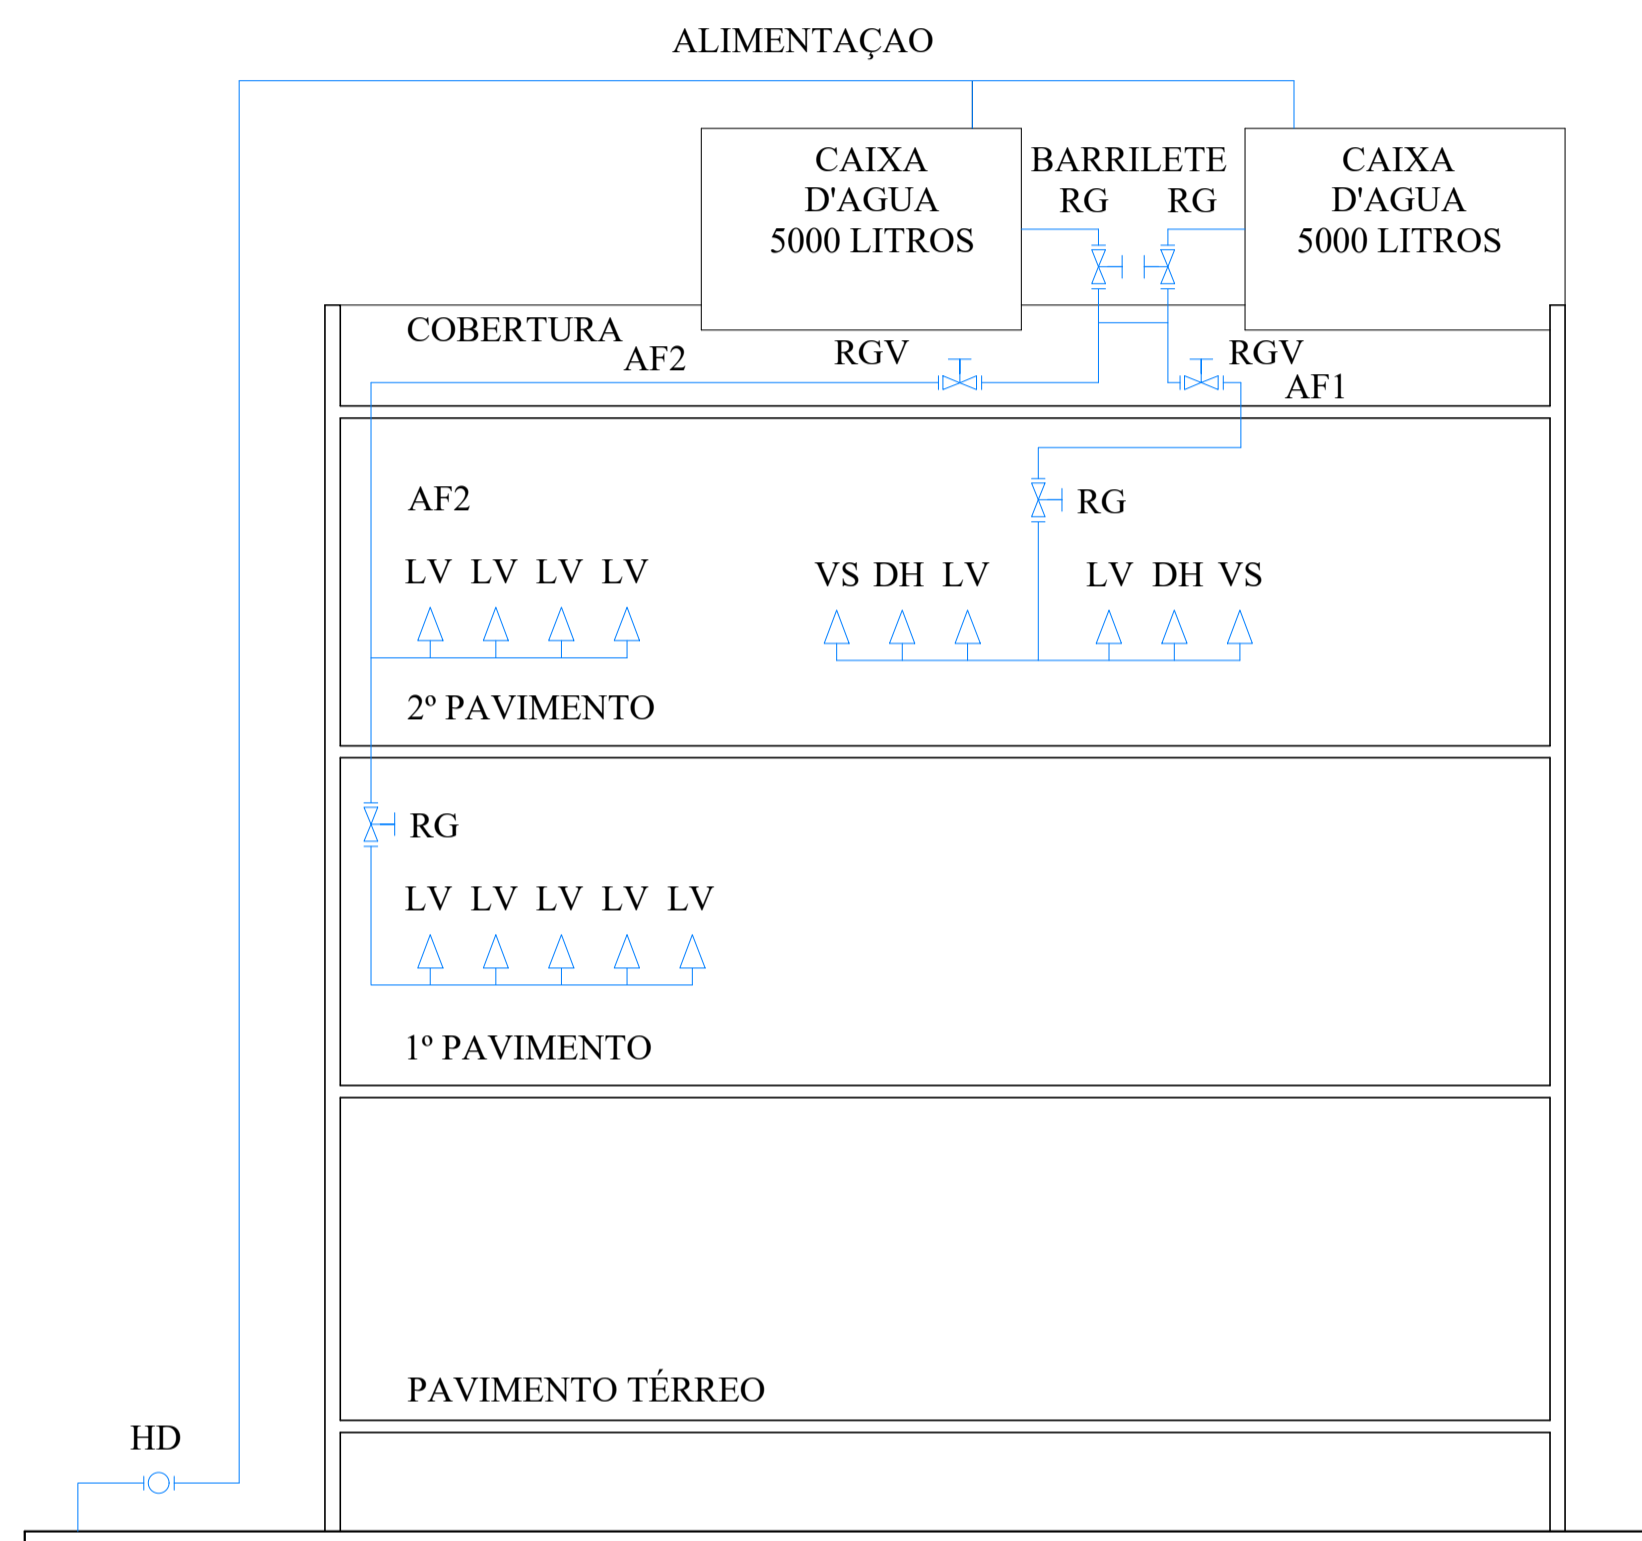 ALIMENTAÇAO
CAIXA
D'AGUA
5000 LITROS
BARRILETE
RG RG
CAIXA
D'AGUA
5000 LITROS
COBERTURA
AF2
RGV
RGV
AF1
AF2
RG
LV LV LV LV
VS DH LV
LV DH VS
2º PAVIMENTO
RG
LV LV LV LV LV
1º PAVIMENTO
PAVIMENTO TÉRREO
HD